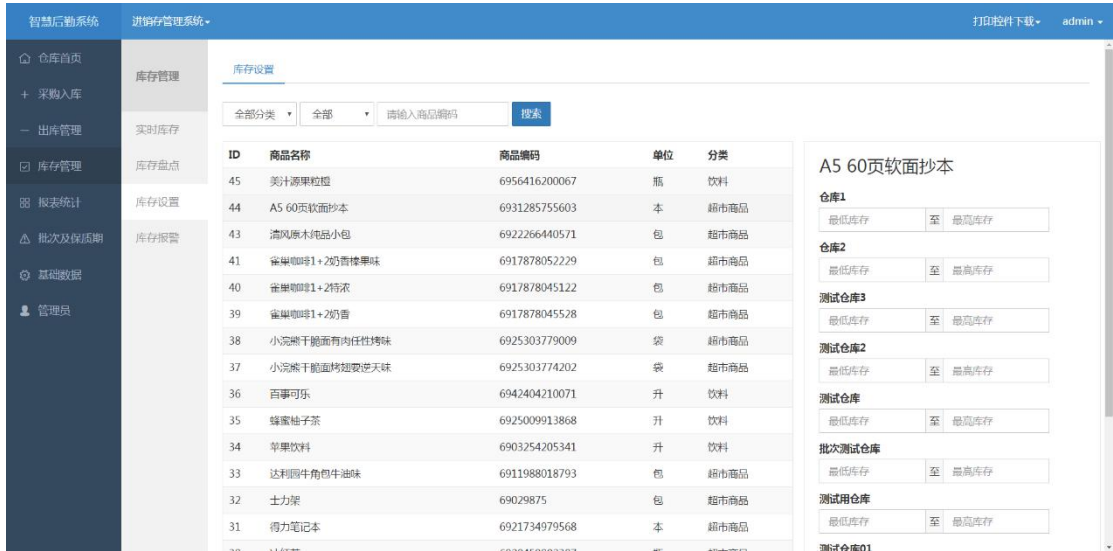 智慧后勤系统 进销存管理系统 打印控件下载 admin
仓库首页
采购入库
出库管理
库存管理
报表统计
批次及保质期
基础数据
管理员
库存管理
实时库存
库存盘点
库存设置
库存报警
库存设置
全部分类 全部 请输入商品编码 搜索
ID 商品名称 商品编码 单位 分类
45 美汁源果粒橙 6956416200067 瓶 饮料
44 A5 60页软面抄本 6931285755603 本 超市商品
43 清风原木纯品小包 6922266440571 包 超市商品
41 雀巢咖啡1+2奶香榛果味 6917878052229 包 超市商品
40 雀巢咖啡1+2特浓 6917878045122 包 超市商品
39 雀巢咖啡1+2奶香 6917878045528 包 超市商品
38 小浣熊干脆面有肉任性烤味 6925303779009 袋 超市商品
37 小浣熊干脆面烤翅要逆天味 6925303774202 袋 超市商品
36 百事可乐 6942404210071 升 饮料
35 蜂蜜柚子茶 6925009913868 升 饮料
34 苹果饮料 6903254205341 升 饮料
33 达利园牛角包牛油味 6911988018793 包 超市商品
32 士力架 69029875 包 超市商品
31 得力笔记本 6921734979568 本 超市商品
A5 60页软面抄本
仓库1
最低库存 至 最高库存
仓库2
最低库存 至 最高库存
测试仓库3
最低库存 至 最高库存
测试仓库2
最低库存 至 最高库存
测试仓库
最低库存 至 最高库存
批次测试仓库
最低库存 至 最高库存
测试用仓库
最低库存 至 最高库存
测试仓库01